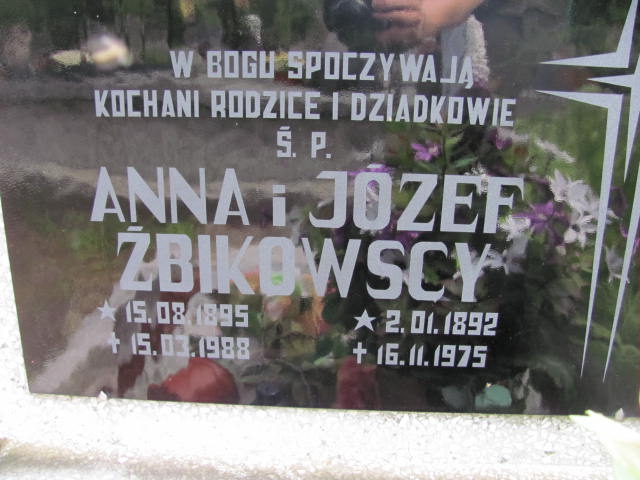 W BOGU SPOCZYWAJĄ
KOCHANI RODZICE I DZIADKOWIE
Ś. P.
ANNA i JÓZEF
ŻBIKOWSCY
★ 15.08.1895 ★ 2.01.1892
✝ 15.03.1988 ✝ 16.11.1975